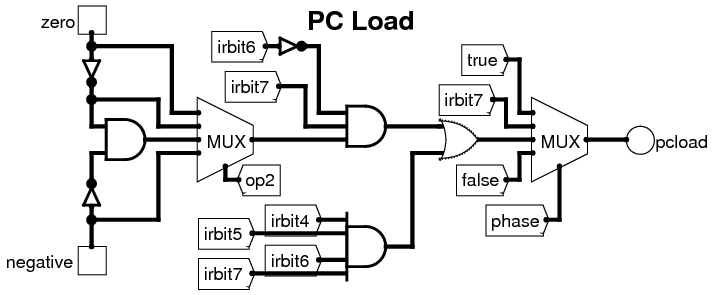 PC Load
zero
irbit6
true
irbit7
irbit7
MUX
MUX
pcload
op2
false
irbit4
phase
irbit5
irbit6
negative
irbit7